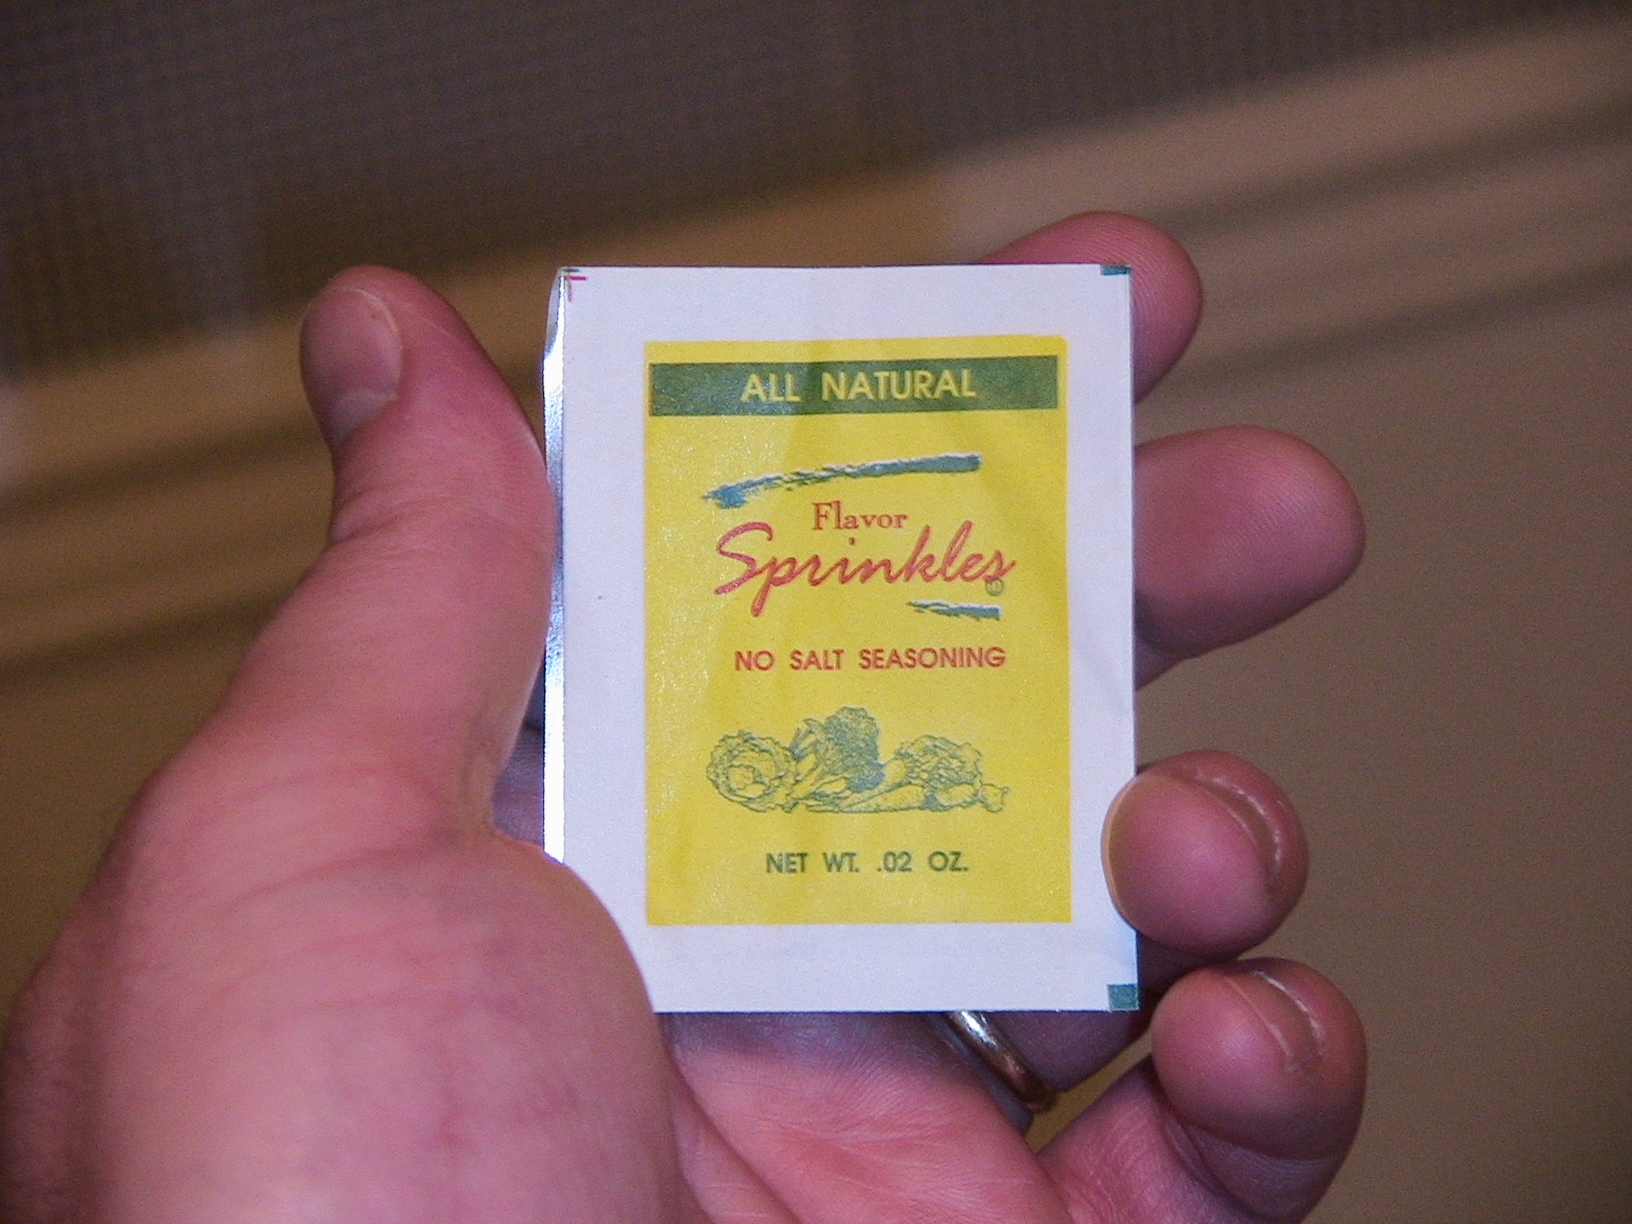 ALL NATURAL
Flavor
Sprinkles®
NO SALT SEASONING
NET WT. .02 OZ.